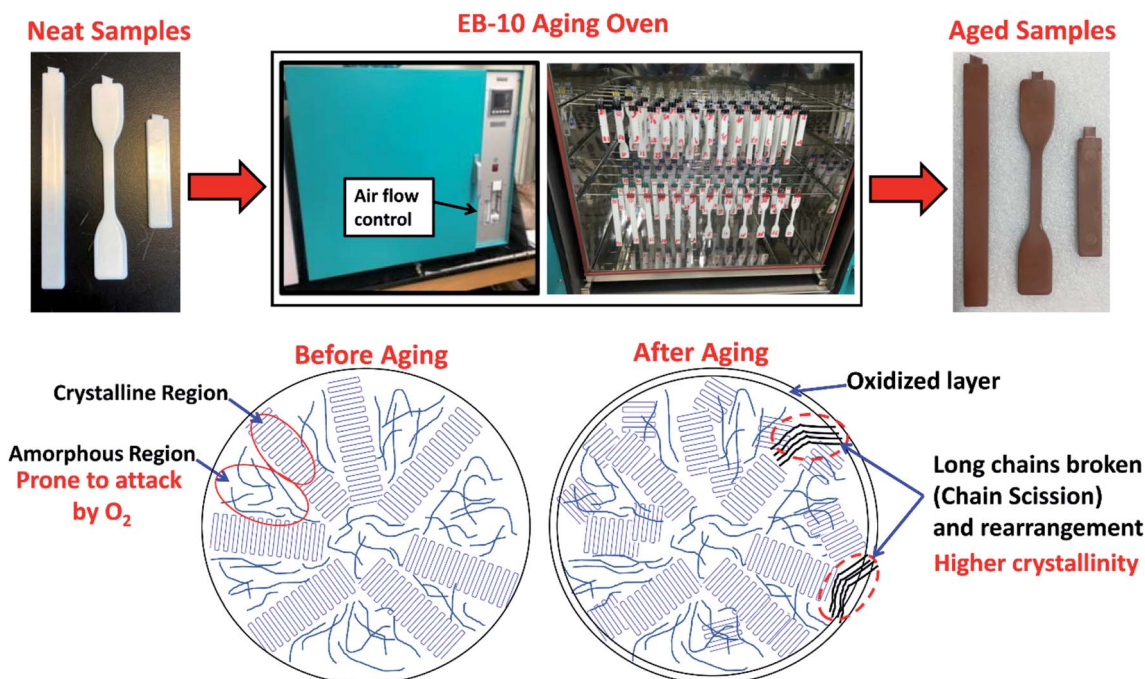 Neat Samples
EB-10 Aging Oven
Aged Samples
Air flow
control
Before Aging
After Aging
Crystalline Region
Oxidized layer
Amorphous Region
Prone to attack
by O₂
Long chains broken
(Chain Scission)
and rearrangement
Higher crystallinity